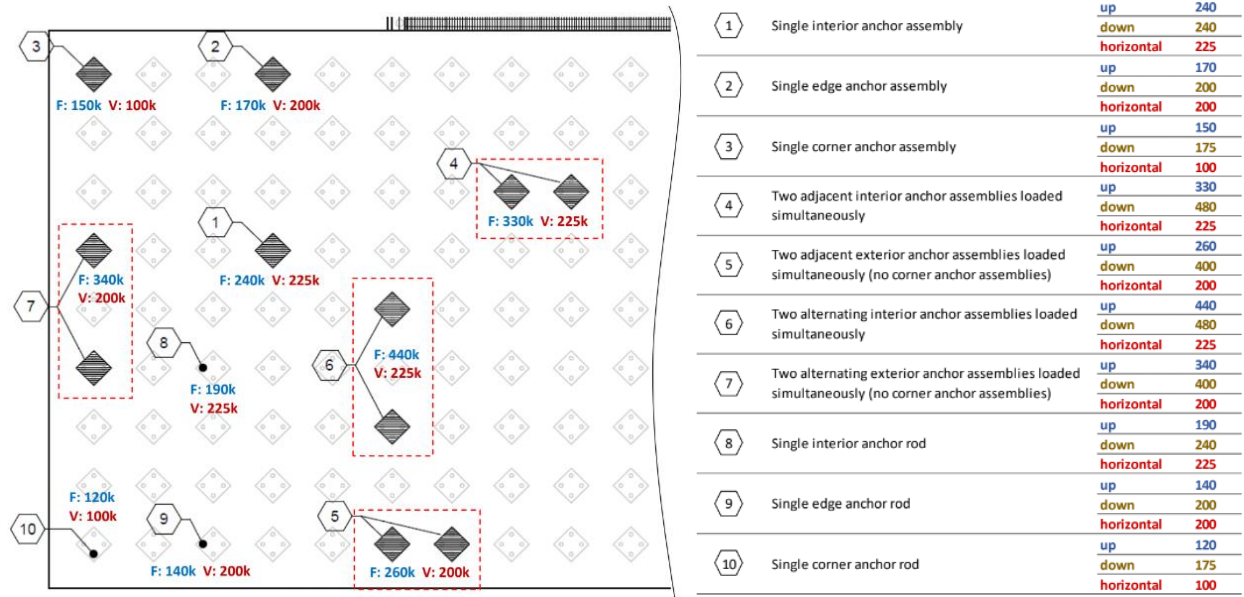 3
2
F: 150k V: 100k
F: 170k V: 200k
4
F: 330k V: 225k
1
F: 240k V: 225k
F: 340k
V: 200k
7
8
F: 190k
V: 225k
6
F: 440k
V: 225k
F: 120k
V: 100k
10
9
F: 140k V: 200k
5
F: 260k V: 200k
1
Single interior anchor assembly
up 240
down 240
horizontal 225
2
Single edge anchor assembly
up 170
down 200
horizontal 200
3
Single corner anchor assembly
up 150
down 175
horizontal 100
4
Two adjacent interior anchor assemblies loaded
simultaneously
up 330
down 480
horizontal 225
5
Two adjacent exterior anchor assemblies loaded
simultaneously (no corner anchor assemblies)
up 260
down 400
horizontal 200
6
Two alternating interior anchor assemblies loaded
simultaneously
up 440
down 480
horizontal 225
7
Two alternating exterior anchor assemblies loaded
simultaneously (no corner anchor assemblies)
up 340
down 400
horizontal 200
8
Single interior anchor rod
up 190
down 240
horizontal 225
9
Single edge anchor rod
up 140
down 200
horizontal 200
10
Single corner anchor rod
up 120
down 175
horizontal 100